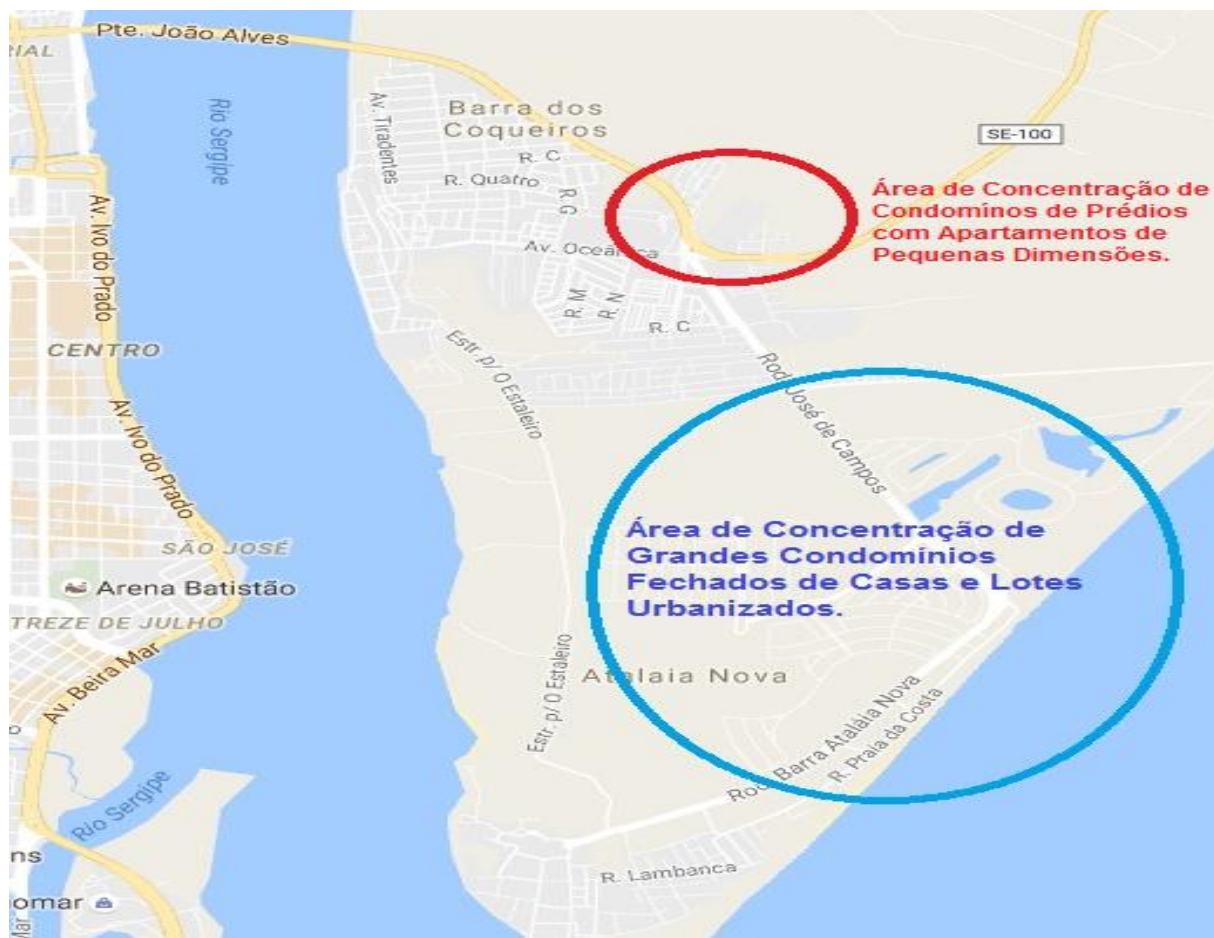 Pte. João Alves
RIAL
Rio Sergipe
Av. Tiradentes
Barra dos
Coqueiros
SE-100
R. C
R. Quatro
R. G
Área de Concentração de
Condomínos de Prédios
com Apartamentos de
Pequenas Dimensões.
Av. Ivo do Prado
Av. Oceânica
R. M
R. N
R. C
CENTRO
Estr. p/ O Estaleiro
Rod. José de Campos
Av. Ivo do Prado
Área de Concentração de
Grandes Condomínios
Fechados de Casas e Lotes
Urbanizados.
SÃO JOSÉ
Arena Batistão
TREZE DE JULHO
Av. Beira Mar
Estr. p/ O Estaleiro
Atalaia Nova
Rod. Barra Ataláia Nova
R. Praia da Costa
Rio Sergipe
ns
R. Lambanca
omar
Mar